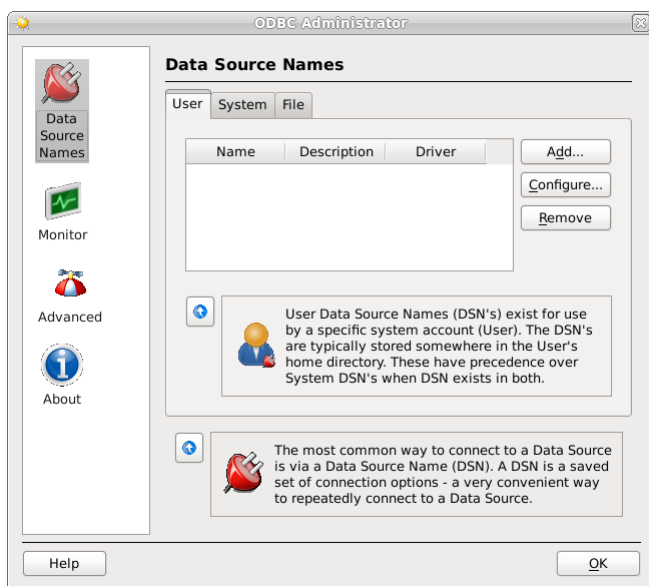 ODBC Administrator
Data
Source
Names
Monitor
Advanced
About
Data Source Names
User System File
Name Description Driver
Add...
Configure...
Remove
User Data Source Names (DSN's) exist for use
by a specific system account (User). The DSN's
are typically stored somewhere in the User's
home directory. These have precedence over
System DSN's when DSN exists in both.
The most common way to connect to a Data Source
is via a Data Source Name (DSN). A DSN is a saved
set of connection options - a very convenient way
to repeatedly connect to a Data Source.
Help
OK